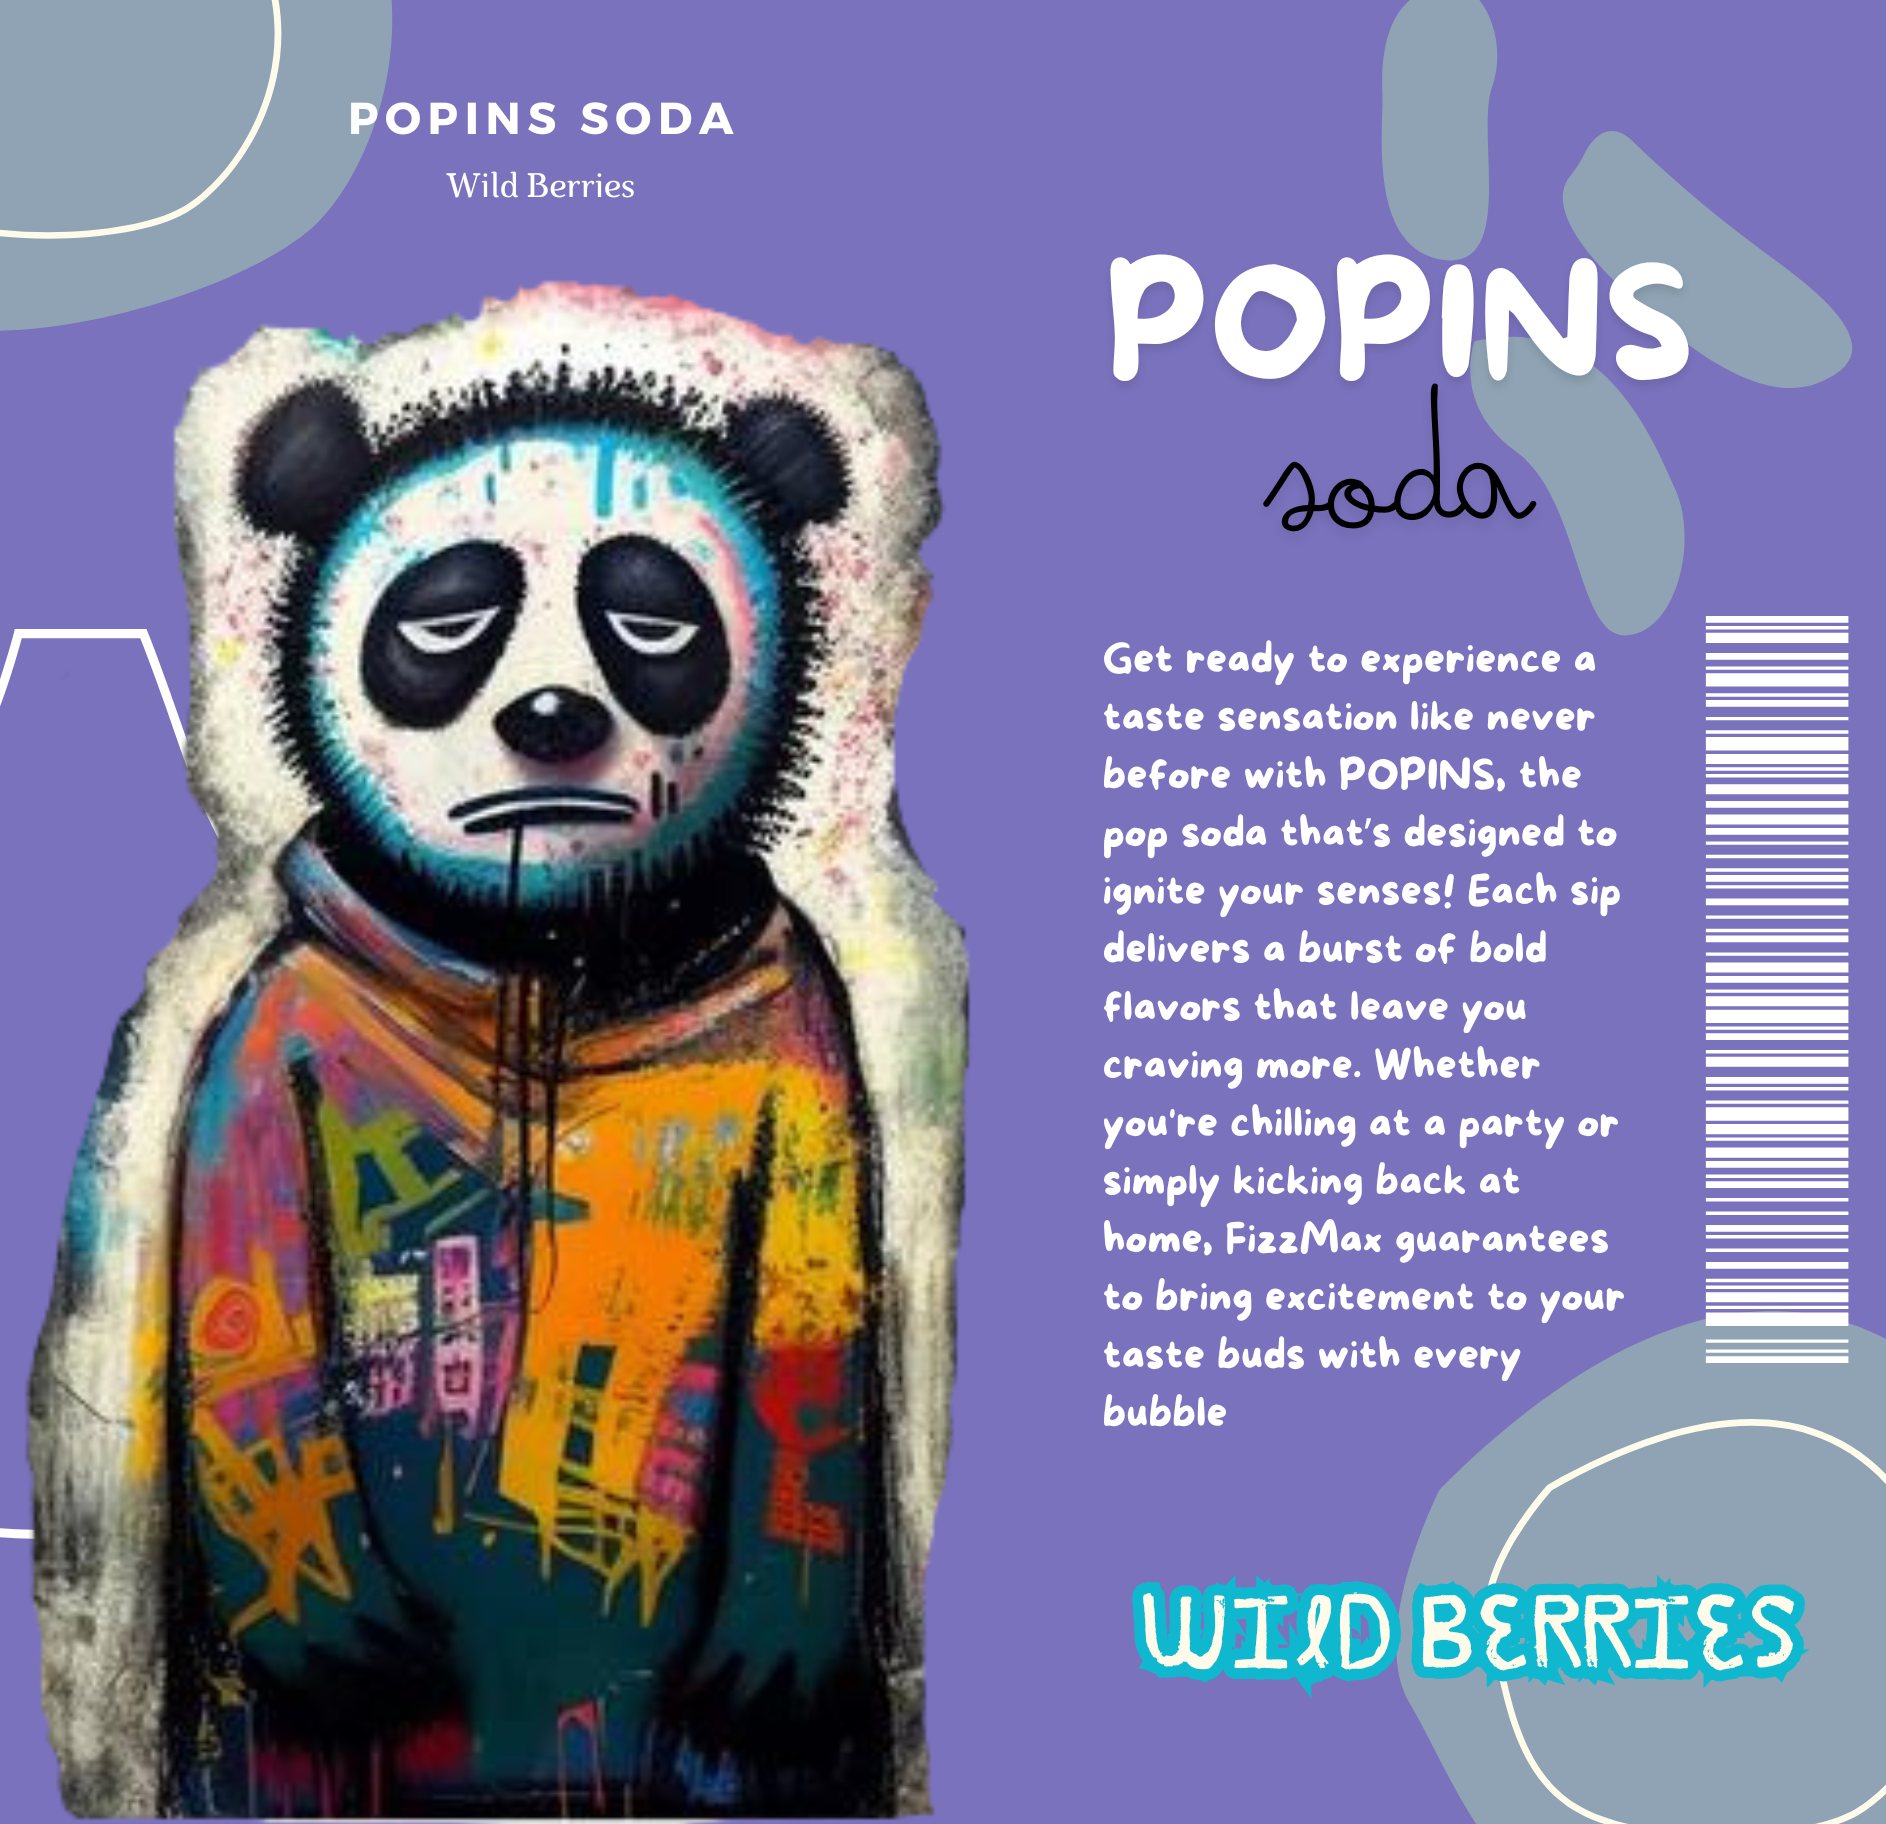 POPINS SODA
Wild Berries
POPINS
soda
Get ready to experience a
taste sensation like never
before with POPINS, the
pop soda that's designed to
ignite your senses! Each sip
delivers a burst of bold
flavors that leave you
craving more. Whether
you're chilling at a party or
simply kicking back at
home, FizzMax guarantees
to bring excitement to your
taste buds with every
bubble
WIlD BERRIES